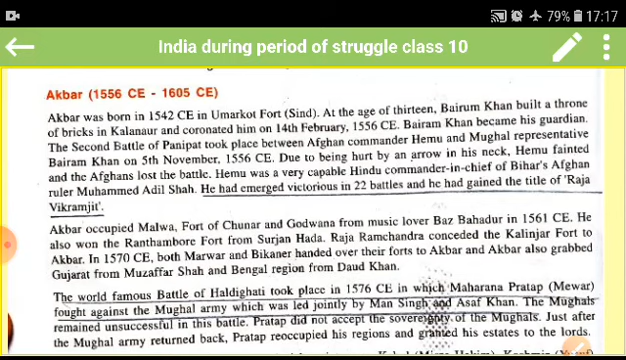 79% 17:17
India during period of struggle class 10
Akbar (1556 CE - 1605 CE)
Akbar was born in 1542 CE in Umarkot Fort (Sind). At the age of thirteen, Bairum Khan built a throne
of bricks in Kalanaur and coronated him on 14th February, 1556 CE. Bairam Khan became his guardian.
The Second Battle of Panipat took place between Afghan commander Hemu and Mughal representative
Bairam Khan on 5th November, 1556 CE. Due to being hurt by an arrow in his neck, Hemu fainted
and the Afghans lost the battle. Hemu was a very capable Hindu commander-in-chief of Bihar's Afghan
ruler Muhammed Adil Shah. He had emerged victorious in 22 battles and he had gained the title of 'Raja
Vikramjit'.
Akbar occupied Malwa, Fort of Chunar and Godwana from music lover Baz Bahadur in 1561 CE. He
also won the Ranthambore Fort from Surjan Hada. Raja Ramchandra conceded the Kalinjar Fort to
Akbar. In 1570 CE, both Marwar and Bikaner handed over their forts to Akbar and Akbar also grabbed
Gujarat from Muzaffar Shah and Bengal region from Daud Khan.
The world famous Battle of Haldighati took place in 1576 CE in which Maharana Pratap (Mewar)
fought against the Mughal army which was led jointly by Man Singh and Asaf Khan. The Mughals
remained unsuccessful in this battle. Pratap did not accept the sovereignty of the Mughals. Just after
the Mughal army returned back, Pratap reoccupied his regions and granted his estates to the lords.